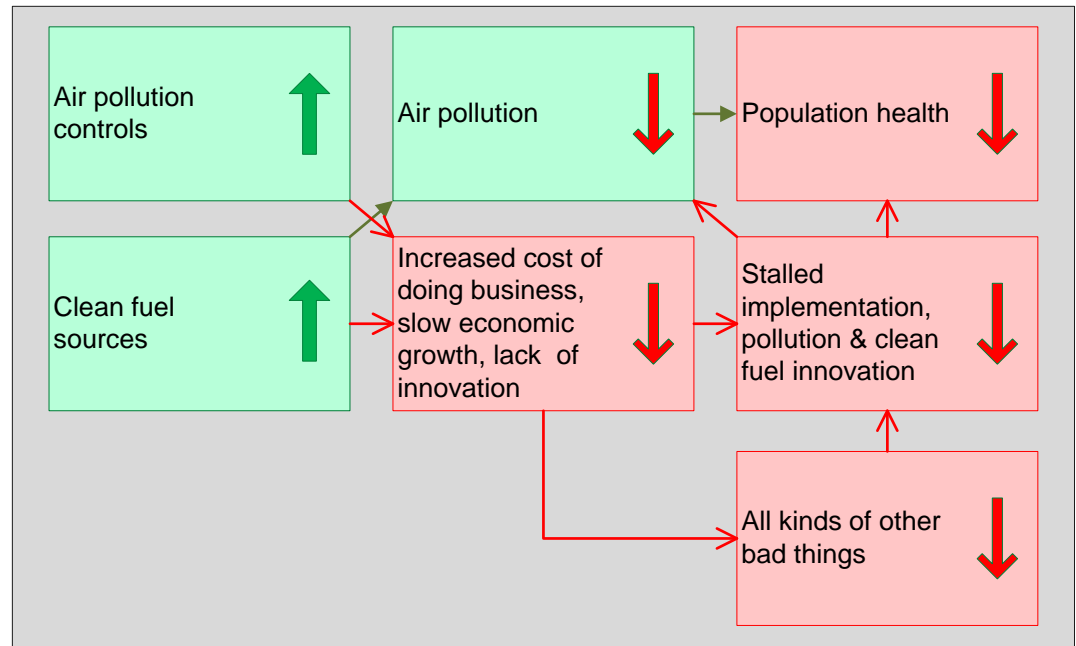 Air pollution
controls
Air pollution
Population health
Clean fuel
sources
Increased cost of
doing business,
slow economic
growth, lack  of
innovation
Stalled
implementation,
pollution & clean
fuel innovation
All kinds of other
bad things